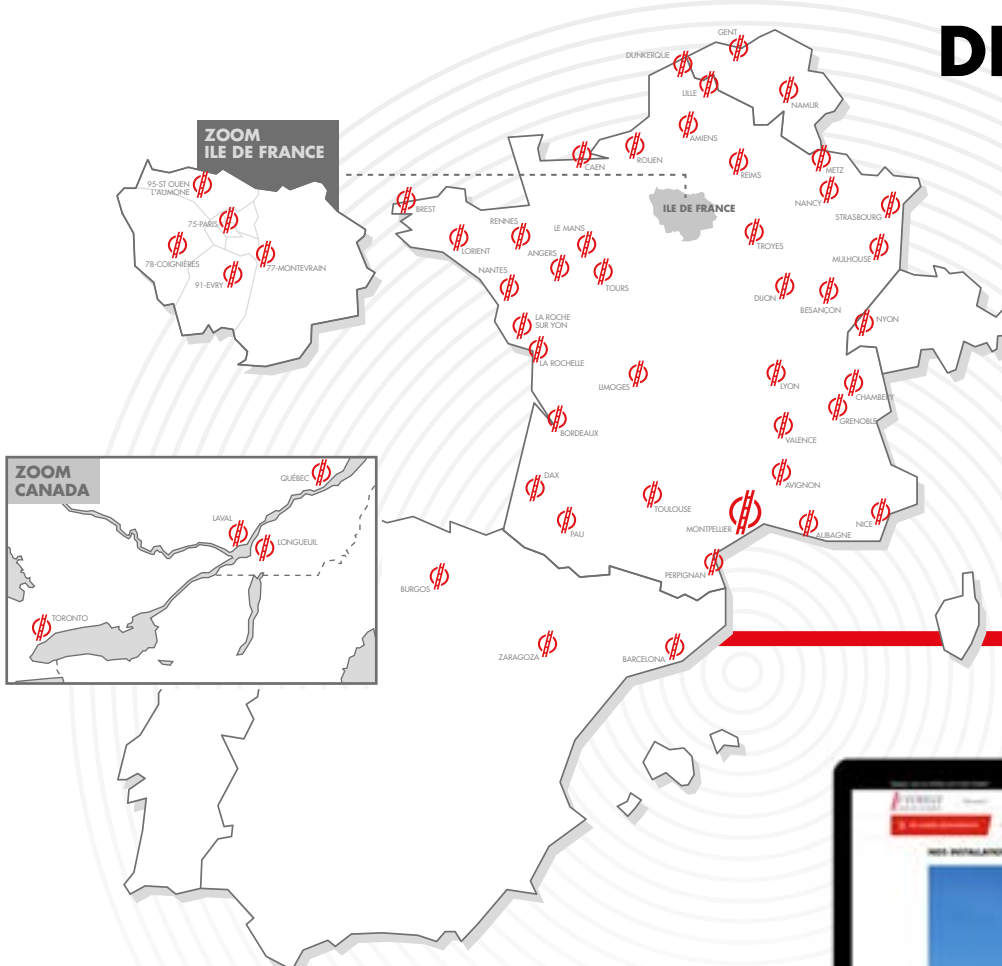 DE
GENT
DUNKERQUE
LILLE
NAMUR
AMIENS
ROUEN
CAEN
REIMS
METZ
NANCY
STRASBOURG
ZOOM
ILE DE FRANCE
95-ST OUEN
L'AUMONE
75-PARIS
78-COIGNIÈRES
77-MONTEVRAIN
91-EVRY
BREST
ILE DE FRANCE
RENNES
LE MANS
LORIENT
ANGERS
TROYES
MULHOUSE
NANTES
TOURS
DIJON
BESANÇON
LA ROCHE
SUR YON
NYON
LA ROCHELLE
LIMOGES
LYON
CHAMBERY
GRENOBLE
BORDEAUX
VALENCE
DAX
AVIGNON
TOULOUSE
PAU
MONTPELLIER
NICE
AUBAGNE
PERPIGNAN
ZOOM
CANADA
QUÉBEC
LAVAL
LONGUEUIL
TORONTO
BURGOS
ZARAGOZA
BARCELONA
NOS INSTALLATION